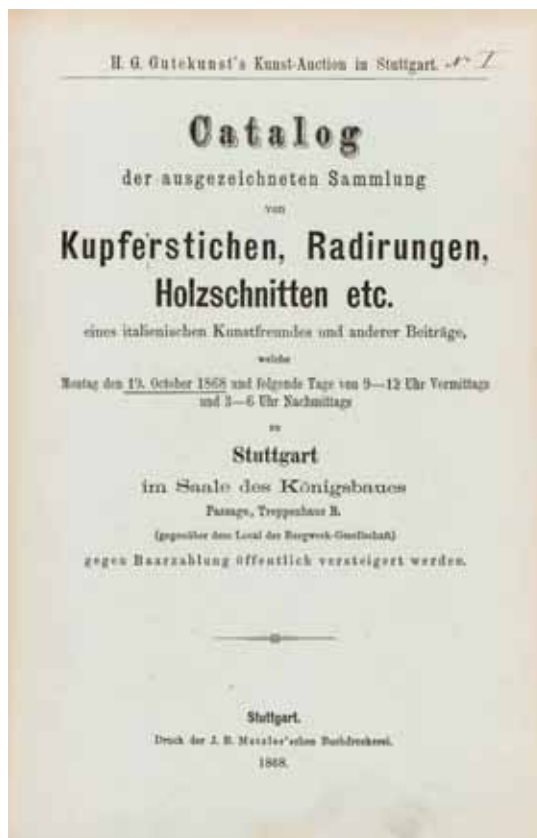 H. G. Gutekunst's Kunst-Auction in Stuttgart. No I
Catalog
der ausgezeichneten Sammlung
von
Kupferstichen, Radirungen,
Holzschnitten etc.
eines italienischen Kunstfreundes und anderer Beiträge,
welche
Montag den 19. October 1868 und folgende Tage von 9—12 Uhr Vormittags
und 3—6 Uhr Nachmittags
zu
Stuttgart
im Saale des Königsbaues
Passage, Treppenhaus B.
(gegenüber dem Local der Bergwerk-Gesellschaft)
gegen Baarzahlung öffentlich versteigert werden.
Stuttgart.
Druck der J. B. Metzler'schen Buchdruckerei.
1868.